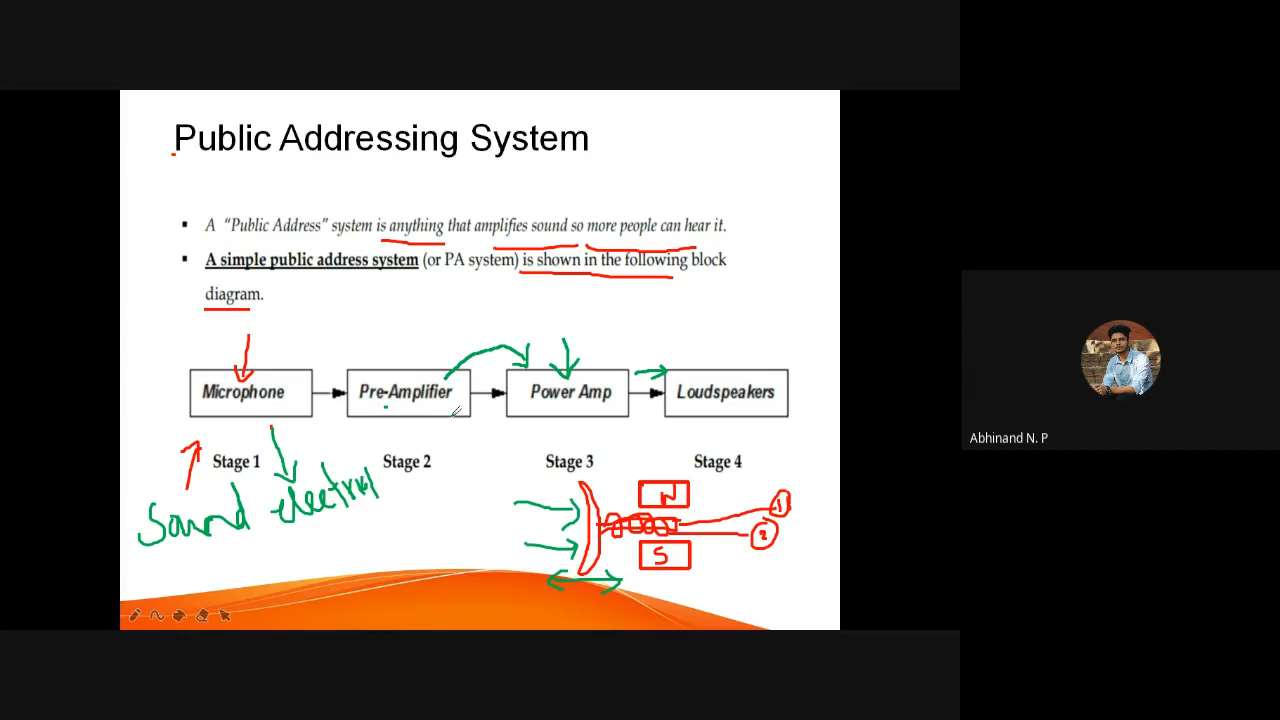 Public Addressing System
▪ A “Public Address” system is anything that amplifies sound so more people can hear it.
▪ A simple public address system (or PA system) is shown in the following block
diagram.
Microphone Pre-Amplifier Power Amp Loudspeakers
Stage 1 Stage 2 Stage 3 Stage 4
Sound
N
1
2
S
Abhinand N. P